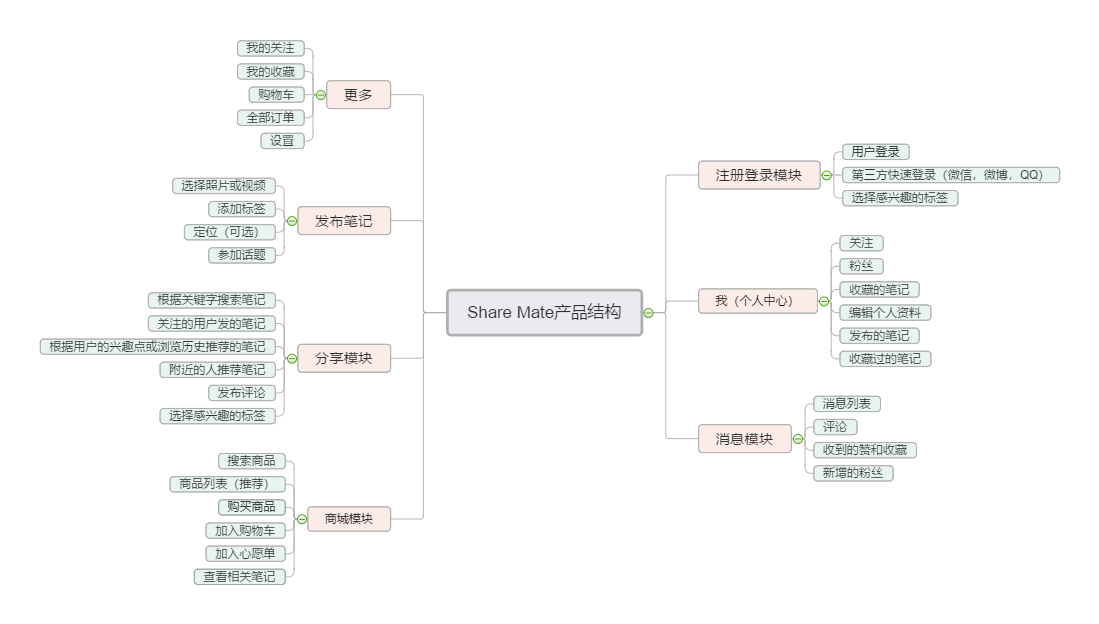 Share Mate产品结构
更多
我的关注
我的收藏
购物车
全部订单
设置
发布笔记
选择照片或视频
添加标签
定位（可选）
参加话题
分享模块
根据关键字搜索笔记
关注的用户发的笔记
根据用户的兴趣点或浏览历史推荐的笔记
附近的人推荐笔记
发布评论
选择感兴趣的标签
商城模块
搜索商品
商品列表（推荐）
购买商品
加入购物车
加入心愿单
查看相关笔记
注册登录模块
用户登录
第三方快速登录（微信，微博，QQ）
选择感兴趣的标签
我（个人中心）
关注
粉丝
收藏的笔记
编辑个人资料
发布的笔记
收藏过的笔记
消息模块
消息列表
评论
收到的赞和收藏
新增的粉丝